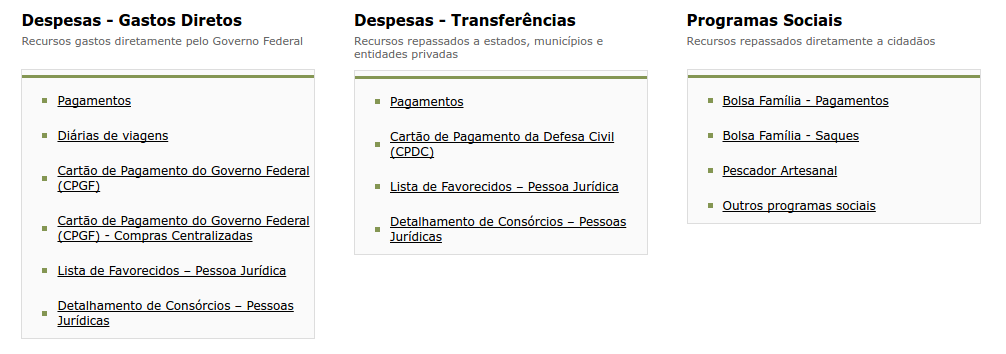 Despesas - Gastos Diretos
Recursos gastos diretamente pelo Governo Federal
Pagamentos
Diárias de viagens
Cartão de Pagamento do Governo Federal
(CPGF)
Cartão de Pagamento do Governo Federal
(CPGF) - Compras Centralizadas
Lista de Favorecidos – Pessoa Jurídica
Detalhamento de Consórcios – Pessoas
Jurídicas
Despesas - Transferências
Recursos repassados a estados, municípios e
entidades privadas
Pagamentos
Cartão de Pagamento da Defesa Civil
(CPDC)
Lista de Favorecidos – Pessoa Jurídica
Detalhamento de Consórcios – Pessoas
Jurídicas
Programas Sociais
Recursos repassados diretamente a cidadãos
Bolsa Família - Pagamentos
Bolsa Família - Saques
Pescador Artesanal
Outros programas sociais